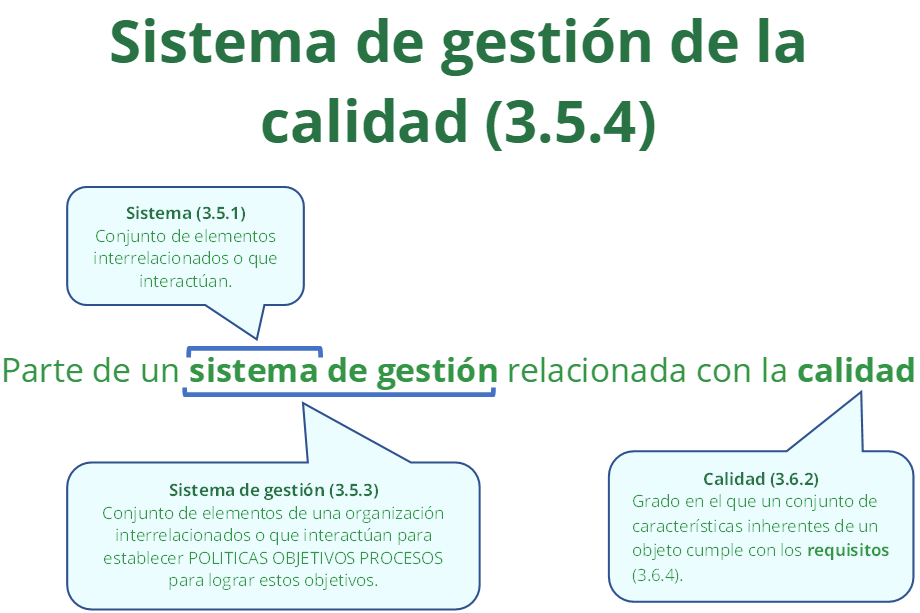 Sistema de gestión de la
calidad (3.5.4)
Sistema (3.5.1)
Conjunto de elementos
interrelacionados o que
interactúan.
Parte de un sistema de gestión relacionada con la calidad
Sistema de gestión (3.5.3)
Conjunto de elementos de una organización
interrelacionados o que interactúan para
establecer POLITICAS OBJETIVOS PROCESOS
para lograr estos objetivos.
Calidad (3.6.2)
Grado en el que un conjunto de
características inherentes de un
objeto cumple con los requisitos
(3.6.4).